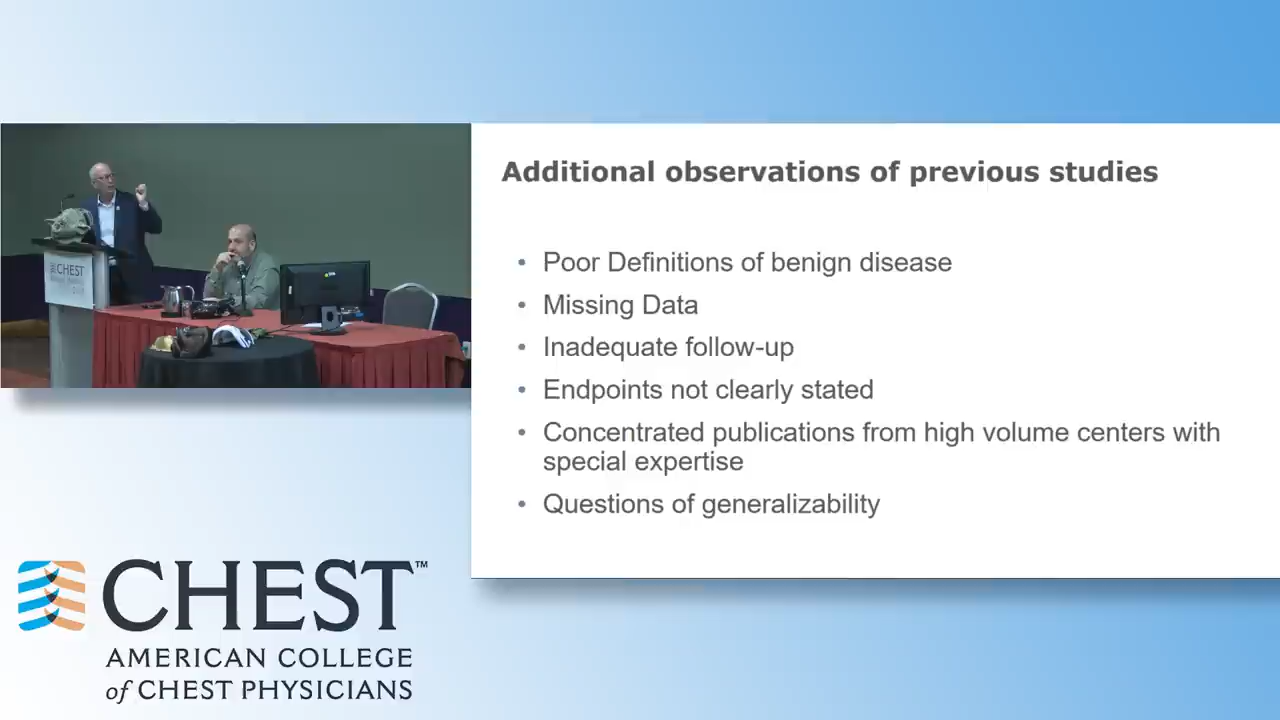 Additional observations of previous studies
• Poor Definitions of benign disease
• Missing Data
• Inadequate follow-up
• Endpoints not clearly stated
• Concentrated publications from high volume centers with
special expertise
• Questions of generalizability
CHEST
CHEST™
AMERICAN COLLEGE
of CHEST PHYSICIANS